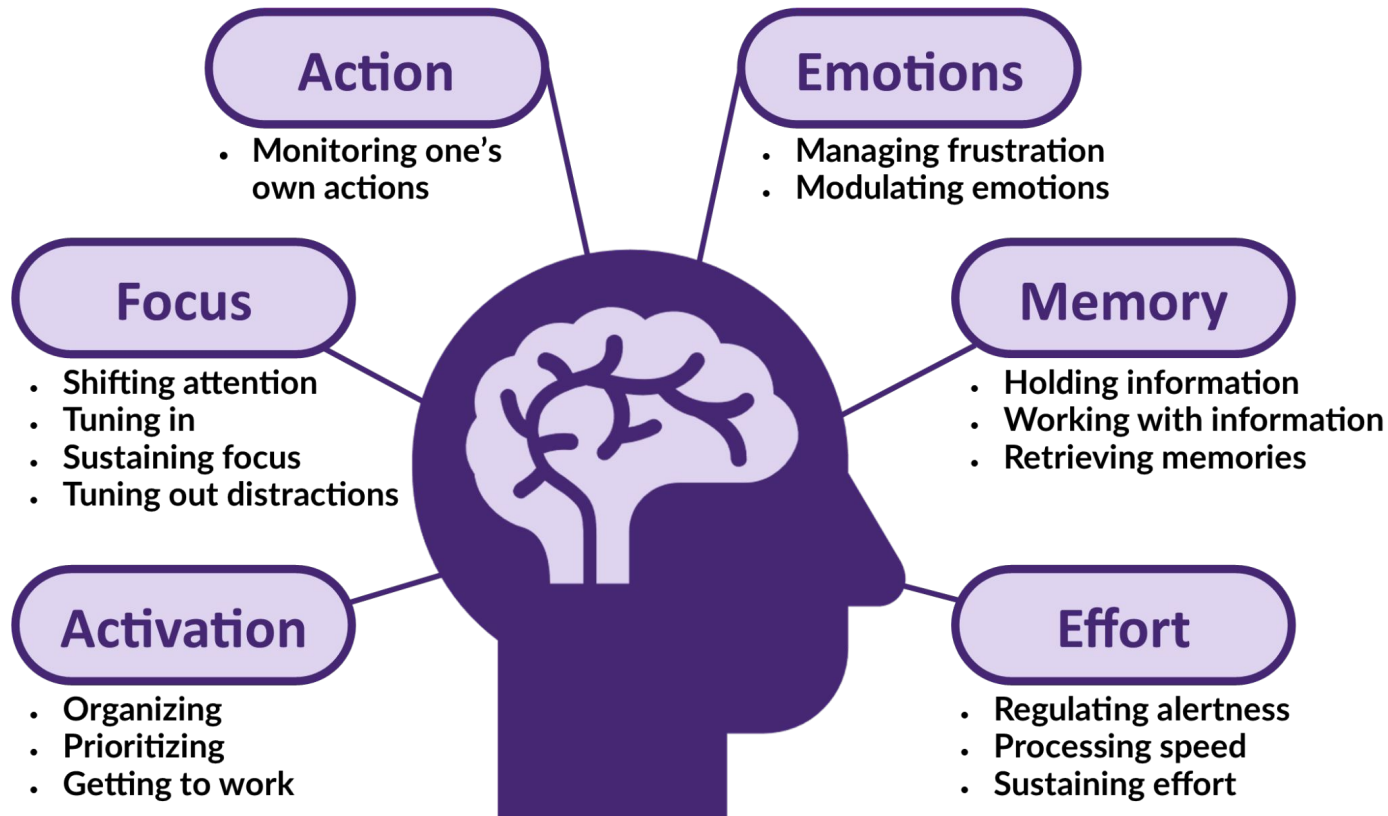 Action
• Monitoring one’s
own actions
Emotions
• Managing frustration
• Modulating emotions
Focus
• Shifting attention
• Tuning in
• Sustaining focus
• Tuning out distractions
Memory
• Holding information
• Working with information
• Retrieving memories
Activation
• Organizing
• Prioritizing
• Getting to work
Effort
• Regulating alertness
• Processing speed
• Sustaining effort